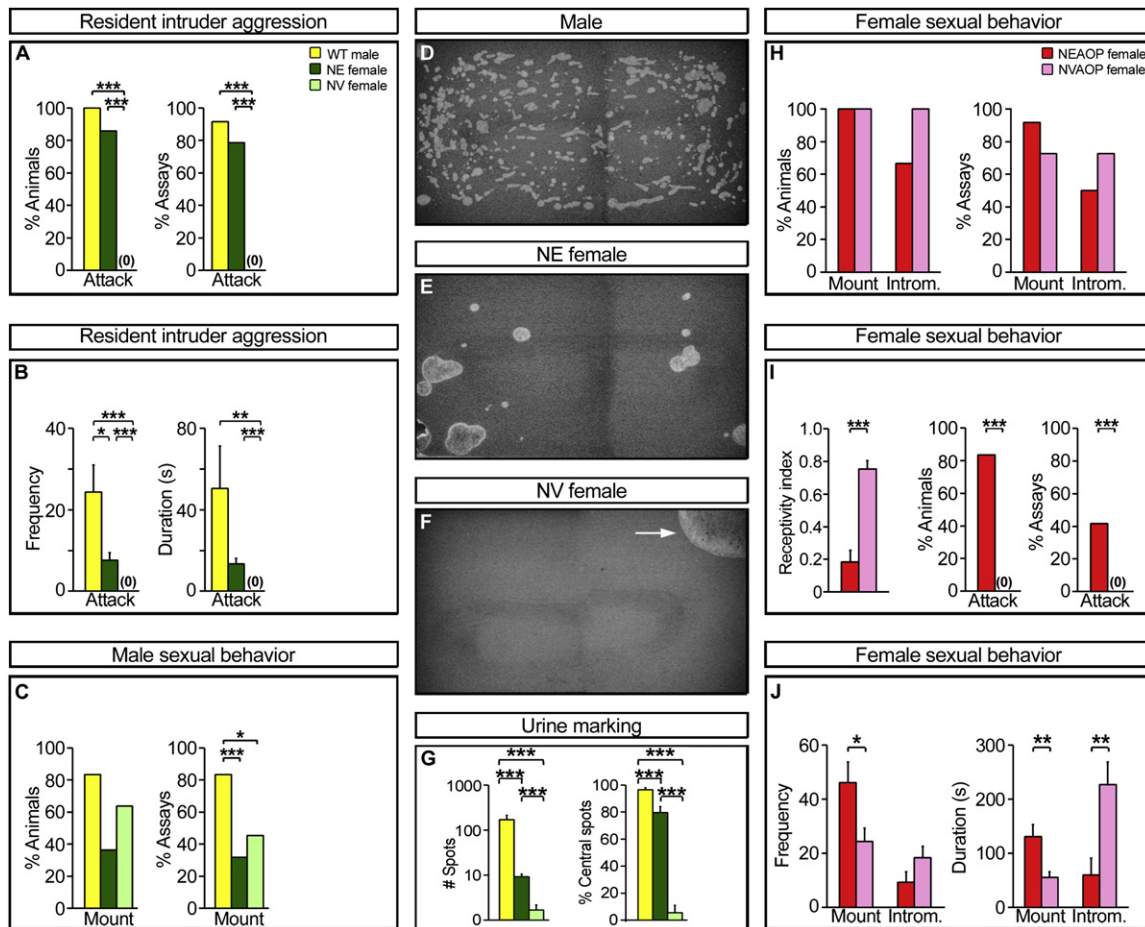 Resident intruder aggression
A
WT male
NE female
NV female
***
***
% Animals
100
80
60
40
20
0
(0)
Attack
***
***
% Assays
100
80
60
40
20
0
(0)
Attack
Resident intruder aggression
B
***
* ***
Frequency
40
20
0
(0)
Attack
**
***
Duration (s)
80
60
40
20
0
(0)
Attack
Male sexual behavior
C
% Animals
100
80
60
40
20
0
Mount
*
***
% Assays
100
80
60
40
20
0
Mount
Male
D
NE female
E
NV female
F
Urine marking
G
***
***
***
# Spots
1000
100
10
0
***
***
***
% Central spots
100
80
60
40
20
0
Female sexual behavior
H
NEAOP female
NVAOP female
% Animals
100
80
60
40
20
0
Mount Introm.
% Assays
100
80
60
40
20
0
Mount Introm.
Female sexual behavior
I
***
Receptivity index
1.0
0.8
0.6
0.4
0.2
0
***
% Animals
100
80
60
40
20
0
(0)
Attack
***
% Assays
100
80
60
40
20
0
(0)
Attack
Female sexual behavior
J
*
Frequency
60
40
20
0
Mount Introm.
** **
Duration (s)
300
200
100
0
Mount Introm.